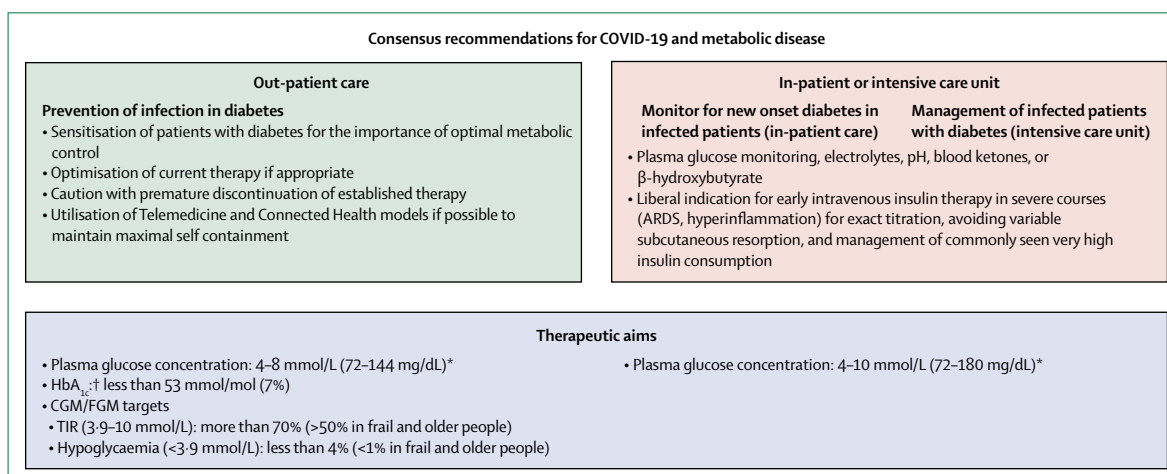 Consensus recommendations for COVID-19 and metabolic disease
Out-patient care
Prevention of infection in diabetes
• Sensitisation of patients with diabetes for the importance of optimal metabolic
control
• Optimisation of current therapy if appropriate
• Caution with premature discontinuation of established therapy
• Utilisation of Telemedicine and Connected Health models if possible to
maintain maximal self containment
In-patient or intensive care unit
Monitor for new onset diabetes in
infected patients (in-patient care)
Management of infected patients
with diabetes (intensive care unit)
• Plasma glucose monitoring, electrolytes, pH, blood ketones, or
β-hydroxybutyrate
• Liberal indication for early intravenous insulin therapy in severe courses
(ARDS, hyperinflammation) for exact titration, avoiding variable
subcutaneous resorption, and management of commonly seen very high
insulin consumption
Therapeutic aims
• Plasma glucose concentration: 4–8 mmol/L (72–144 mg/dL)*
• HbA1c:† less than 53 mmol/mol (7%)
• CGM/FGM targets
• TIR (3·9–10 mmol/L): more than 70% (>50% in frail and older people)
• Hypoglycaemia (<3·9 mmol/L): less than 4% (<1% in frail and older people)
• Plasma glucose concentration: 4–10 mmol/L (72–180 mg/dL)*